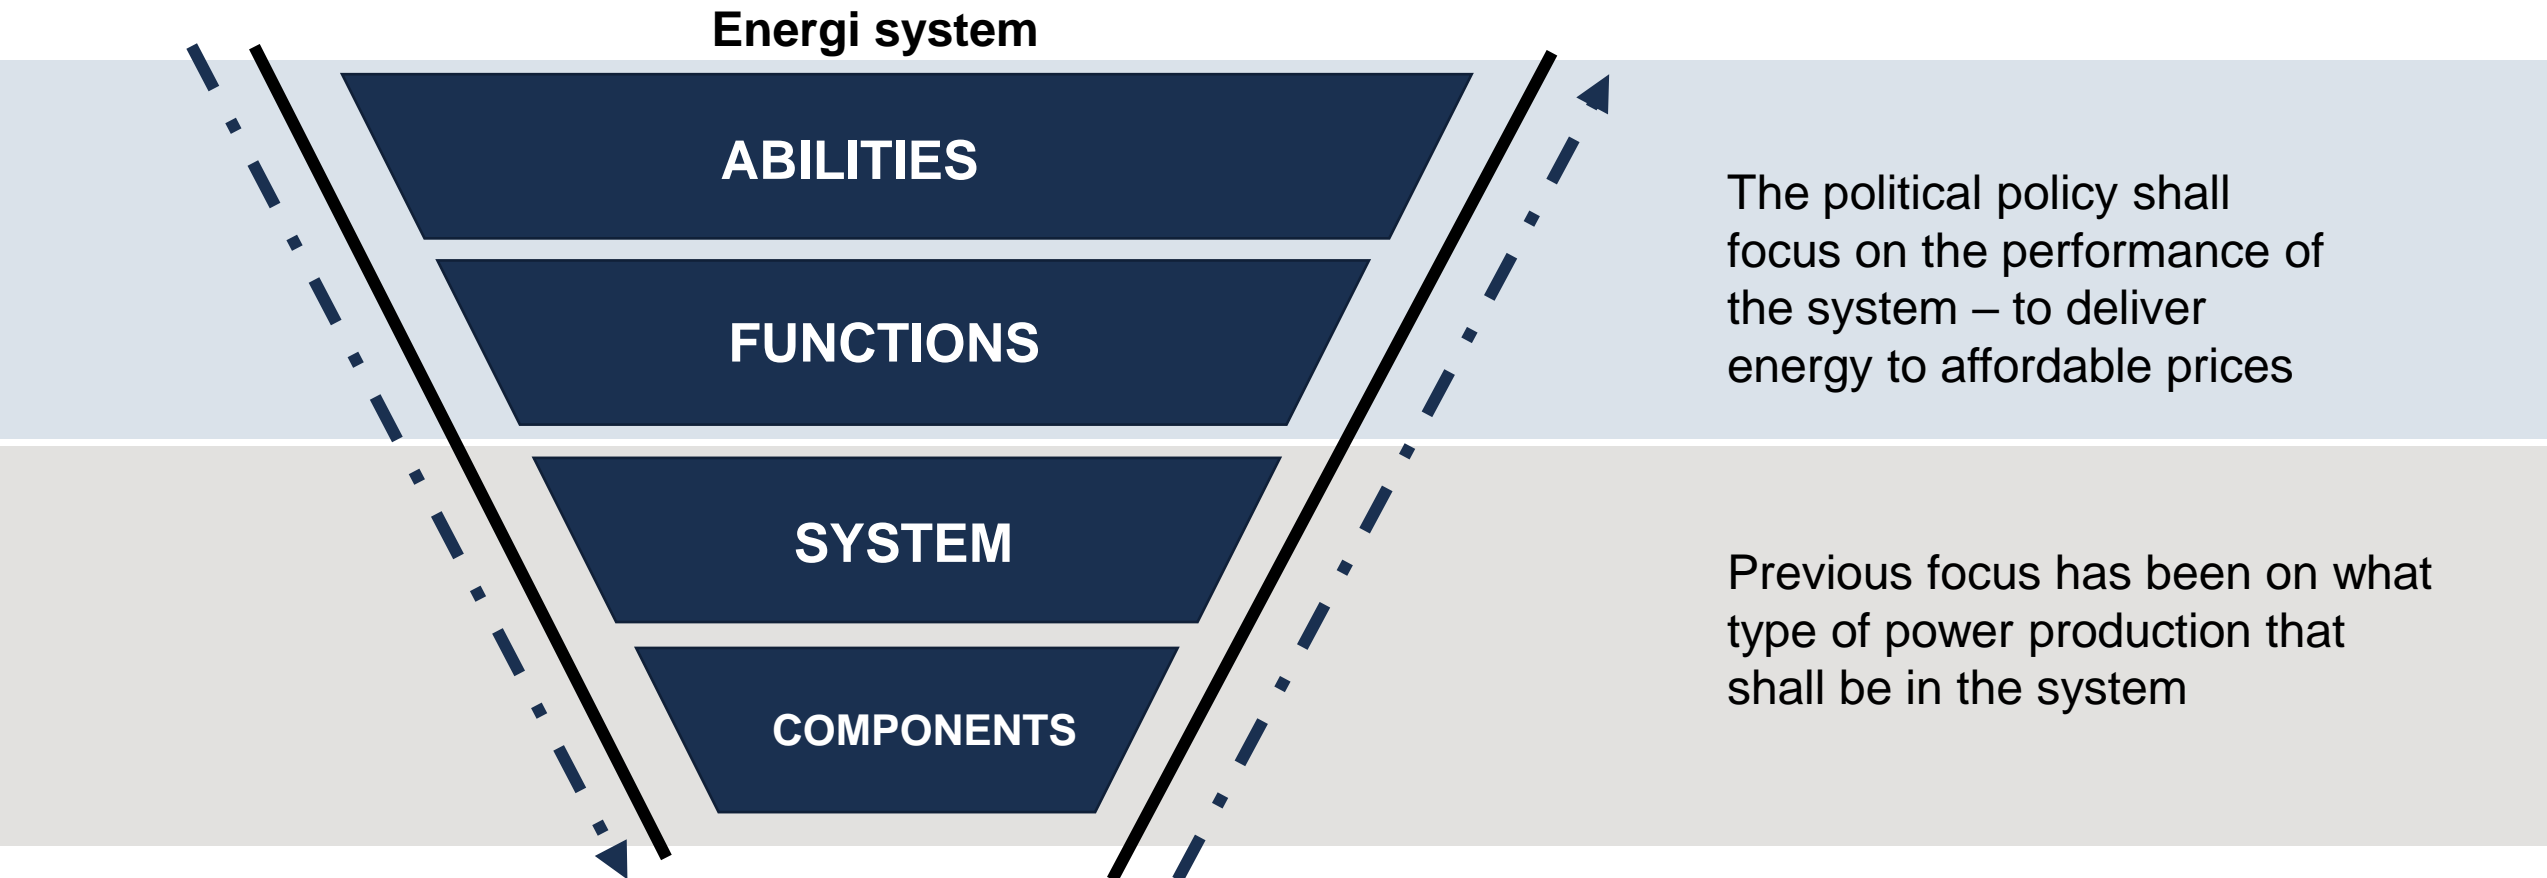 Energi system
ABILITIES
FUNCTIONS
The political policy shall
focus on the performance of
the system – to deliver
energy to affordable prices
SYSTEM
COMPONENTS
Previous focus has been on what
type of power production that
shall be in the system